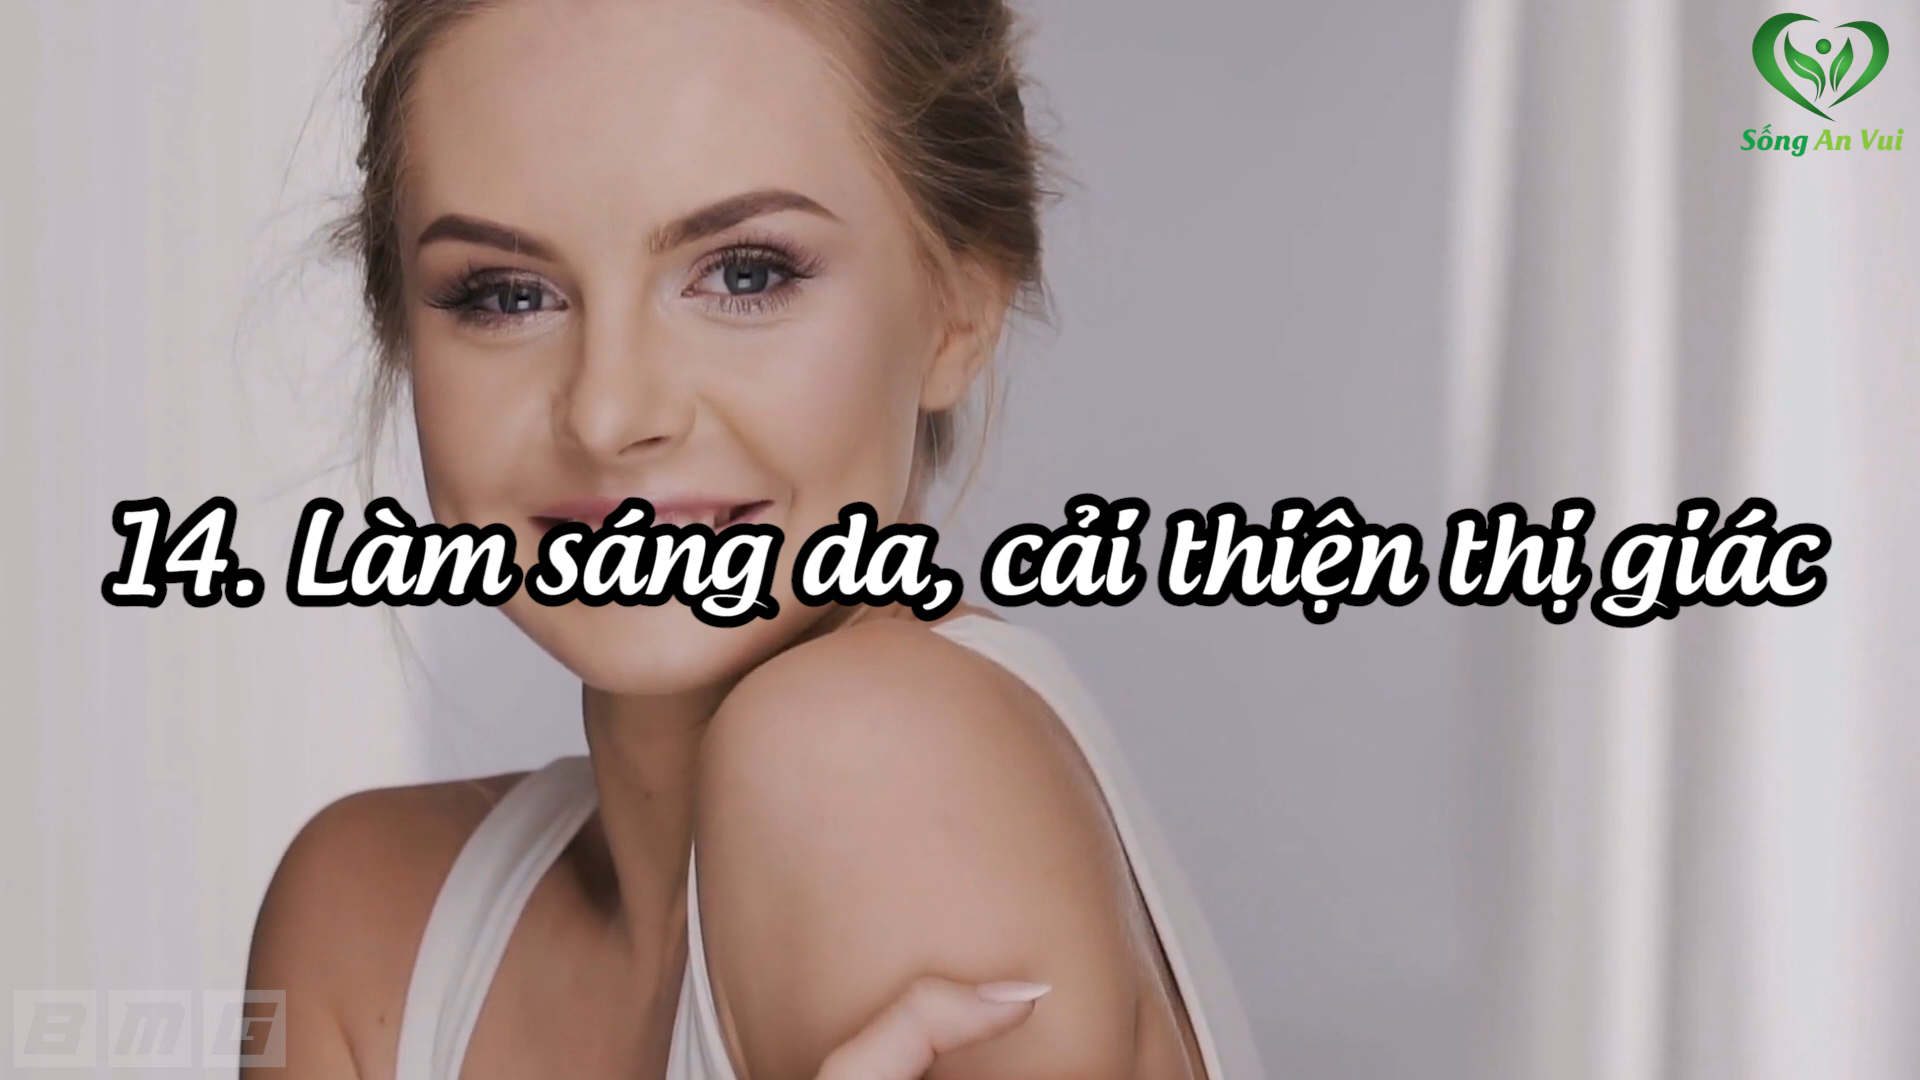 Sống An Vui
14. Làm sáng da, cải thiện thị giác
BMG